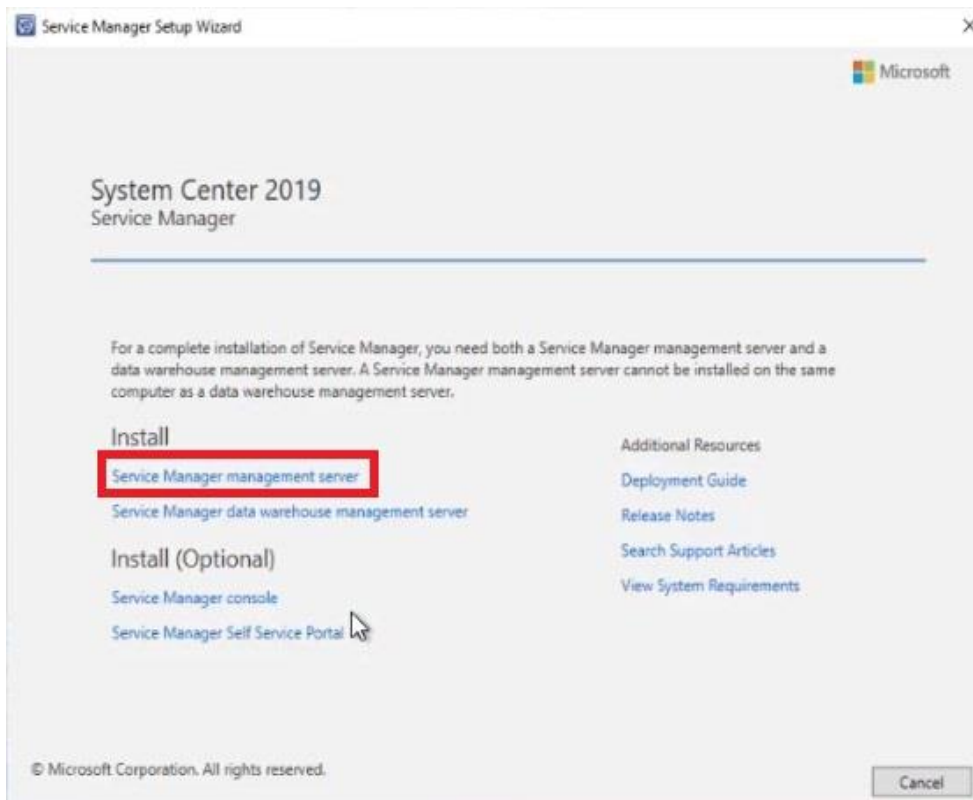 Service Manager Setup Wizard
Microsoft
System Center 2019
Service Manager
For a complete installation of Service Manager, you need both a Service Manager management server and a
data warehouse management server. A Service Manager management server cannot be installed on the same
computer as a data warehouse management server.
Install
Service Manager management server
Service Manager data warehouse management server
Install (Optional)
Service Manager console
Service Manager Self Service Portal
Additional Resources
Deployment Guide
Release Notes
Search Support Articles
View System Requirements
© Microsoft Corporation. All rights reserved.
Cancel